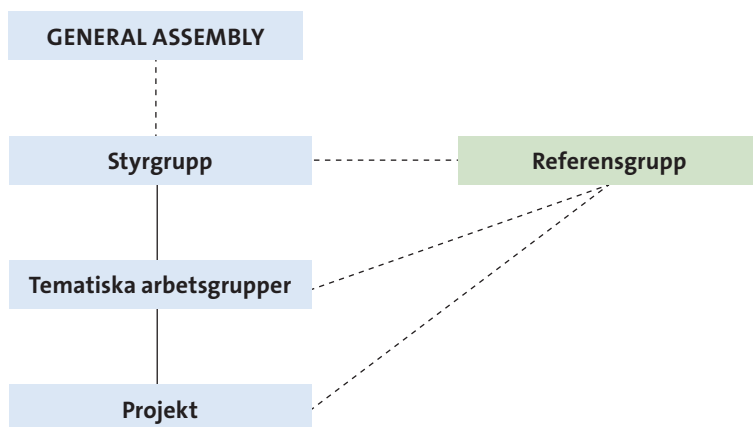 GENERAL ASSEMBLY
Styrgrupp
Referensgrupp
Tematiska arbetsgrupper
Projekt